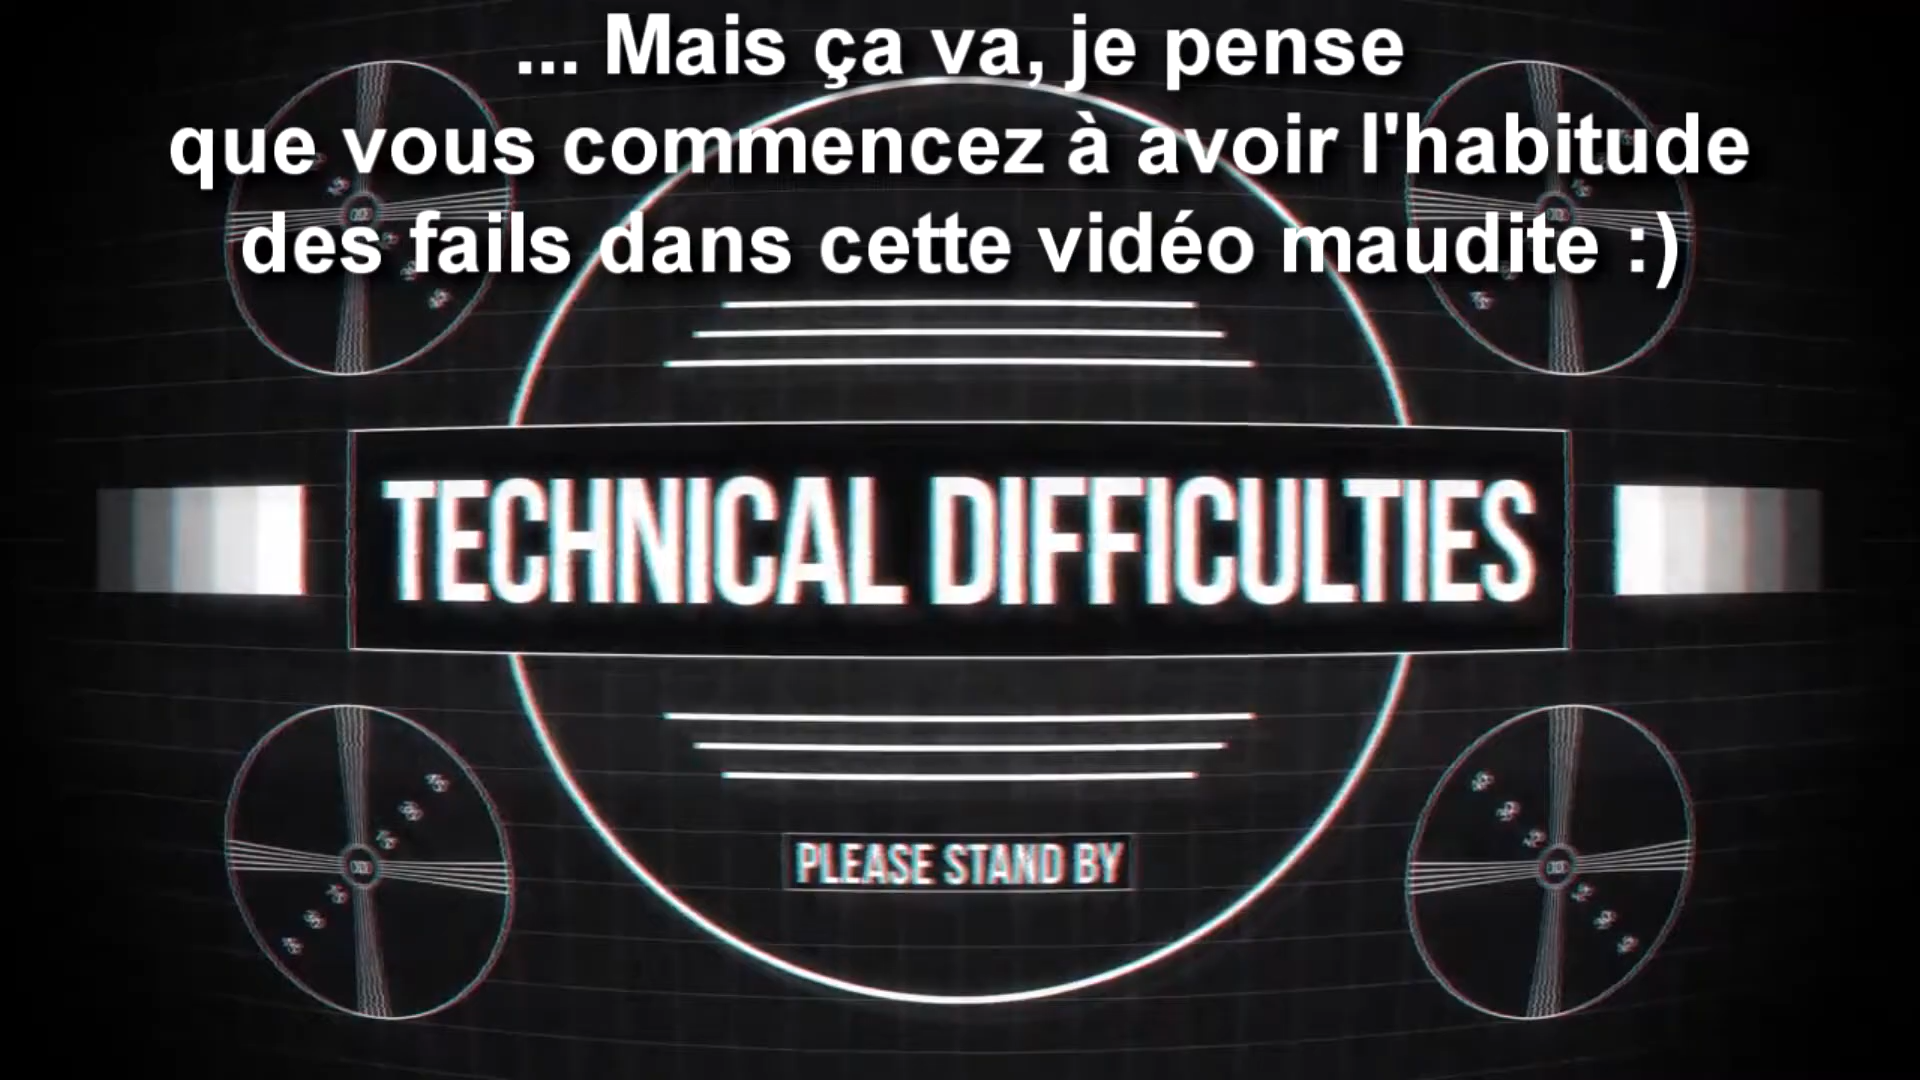 ... Mais ça va, je pense
que vous commencez à avoir l'habitude
des fails dans cette vidéo maudite :)
TECHNICAL DIFFICULTIES
PLEASE STAND BY